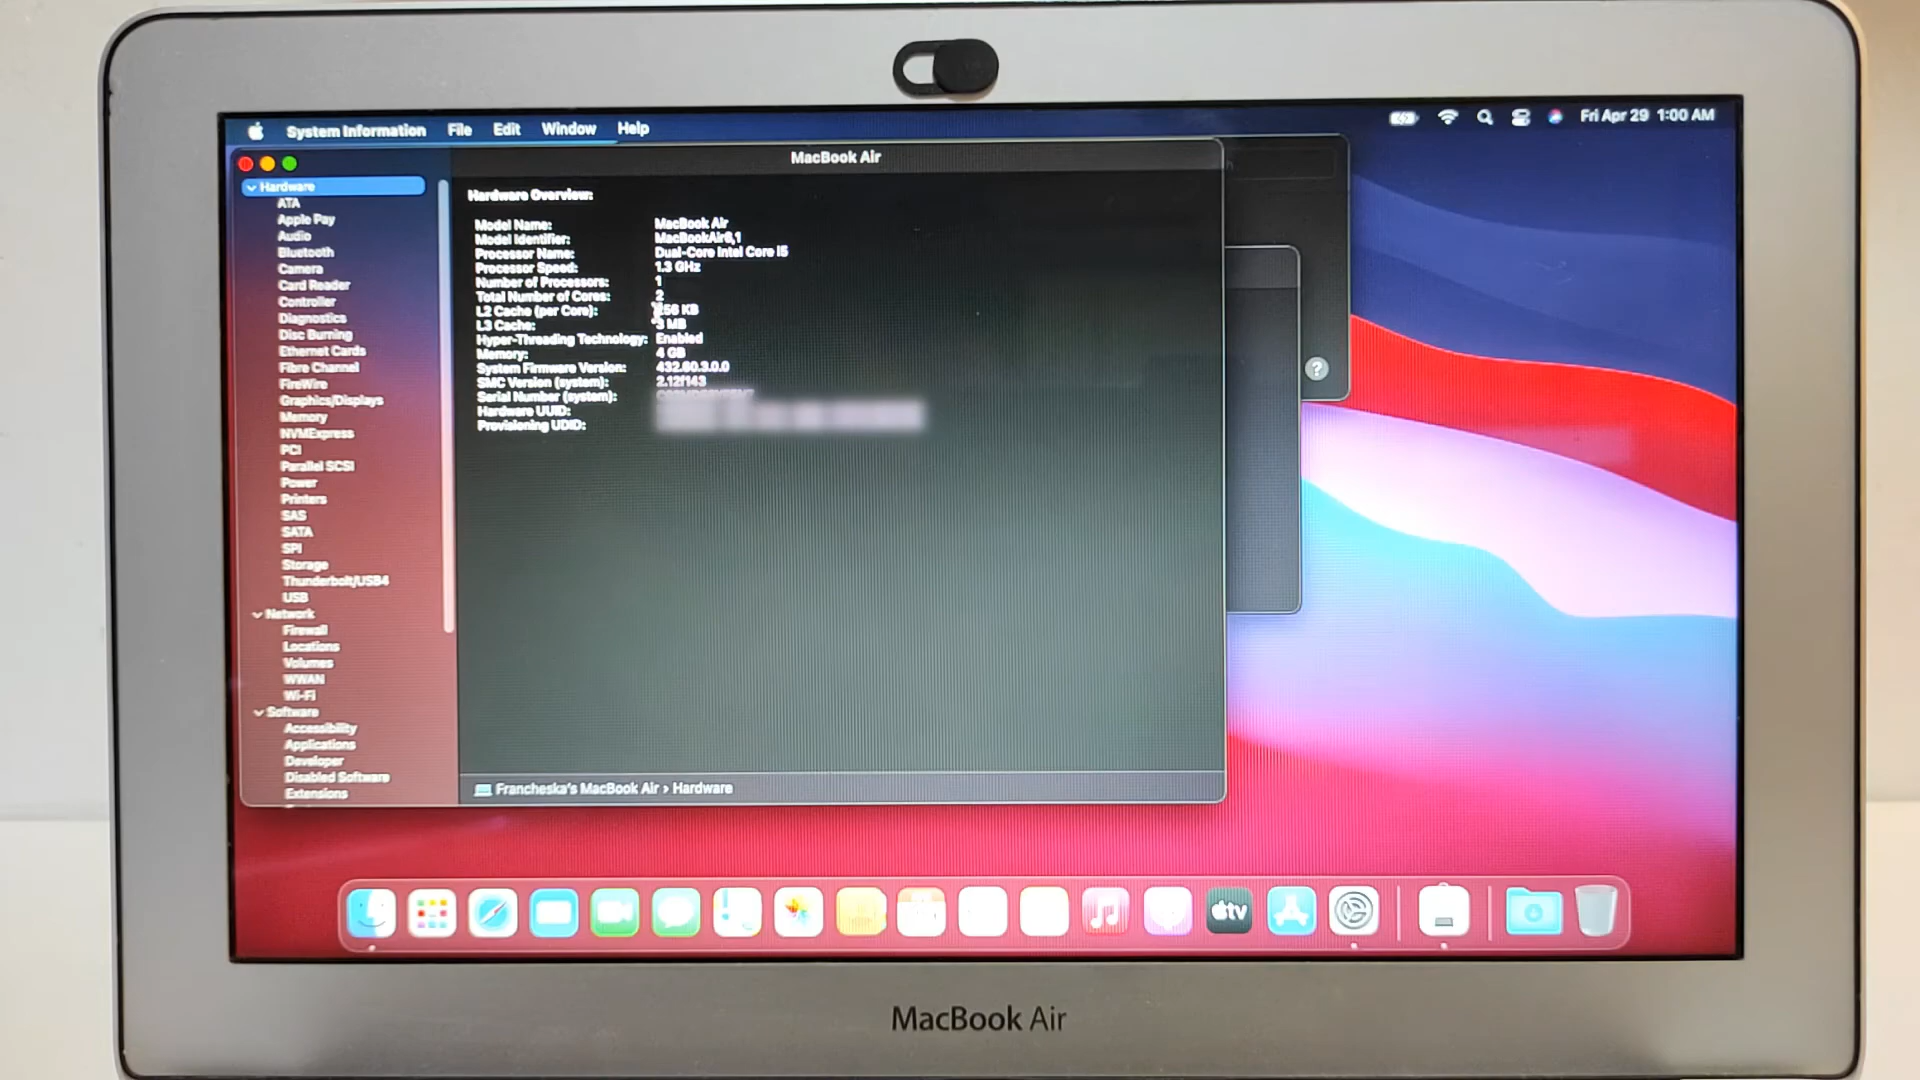 System Information File Edit Window Help
Fri Apr 29 1:00 AM
MacBook Air
Hardware
ATA
Apple Pay
Audio
Bluetooth
Camera
Card Reader
Controller
Diagnostics
Disc Burning
Ethernet Cards
Fibre Channel
FireWire
Graphics/Displays
Memory
NVMExpress
PCI
Parallel SCSI
Power
Printers
SAS
SATA
SPI
Storage
Thunderbolt/USB4
USB
Network
Firewall
Locations
Volumes
WWAN
Wi-Fi
Software
Accessibility
Applications
Developer
Disabled Software
Extensions
Hardware Overview:
Model Name: MacBook Air
Model Identifier: MacBookAir6,1
Processor Name: Dual-Core Intel Core i5
Processor Speed: 1.3 GHz
Number of Processors: 1
Total Number of Cores: 2
L2 Cache (per Core): 256 KB
L3 Cache: 3 MB
Hyper-Threading Technology: Enabled
Memory: 4 GB
System Firmware Version: 432.60.3.0.0
SMC Version (system): 2.12f143
Serial Number (system):
Hardware UUID:
Provisioning UDID:
Francheska's MacBook Air › Hardware
?
tv
MacBook Air